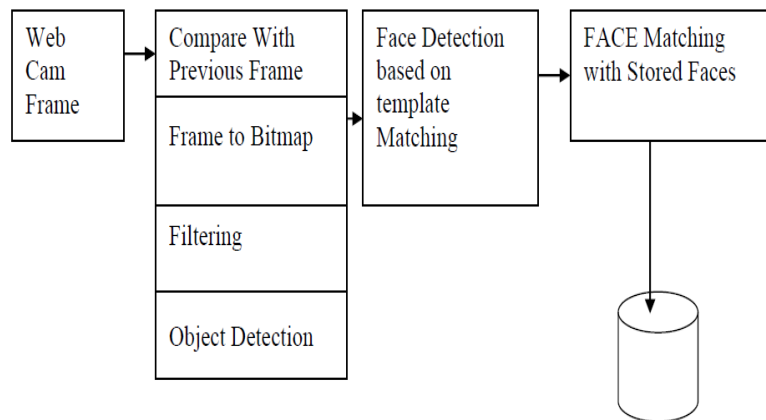 Web
Cam
Frame
Compare With
Previous Frame
Frame to Bitmap
Filtering
Object Detection
Face Detection
based on
template
Matching
FACE Matching
with Stored Faces